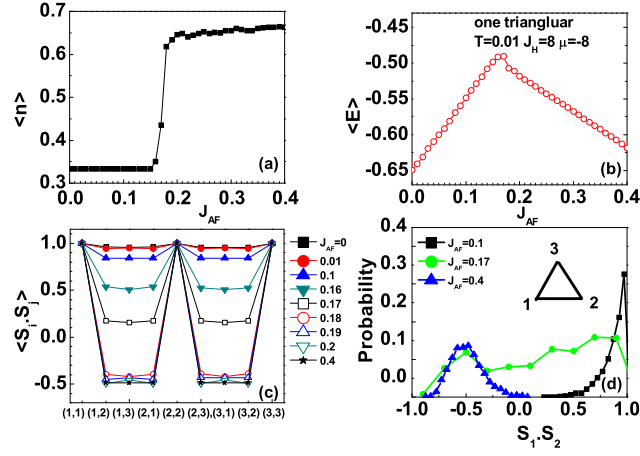 0.7
0.6
0.5
0.4
0.3
<n>
0.0 0.1 0.2 0.3 0.4
J_AF
(a)
one triangluar
T=0.01 J_H=8 μ=-8
-0.45
-0.50
-0.55
-0.60
-0.65
<E>
0.0 0.1 0.2 0.3 0.4
J_AF
(b)
1.0
0.5
0.0
-0.5
<S_i.S_j>
(1,1) (1,2) (1,3) (2,1) (2,2) (2,3),(3,1) (3,2) (3,3)
(c)
J_AF=0
0.01
0.1
0.16
0.17
0.18
0.19
0.2
0.4
0.4
0.3
0.2
0.1
0.0
Probability
J_AF=0.1
J_AF=0.17
J_AF=0.4
3
1 2
(d)
-1.0 -0.5 0.0 0.5 1.0
S_1.S_2